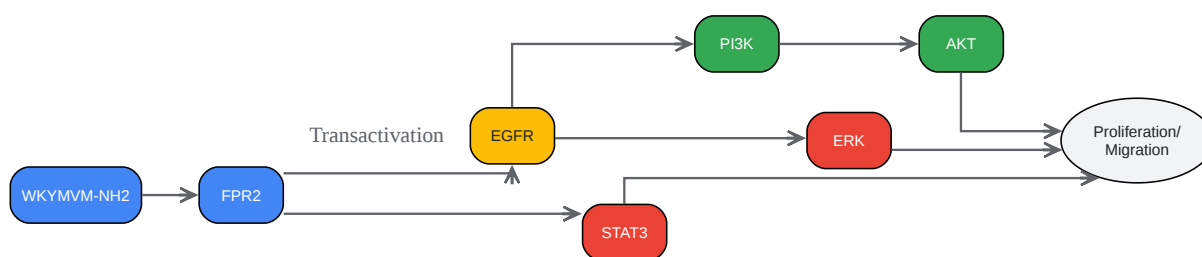 PI3K
AKT
Transactivation
EGFR
ERK
Proliferation/
Migration
WKYMVM-NH2
FPR2
STAT3